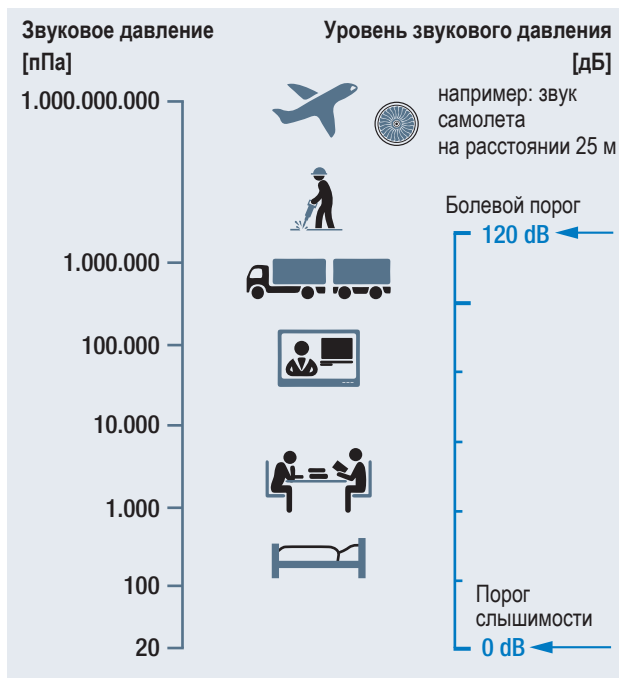 Звуковое давление
[пПа]
Уровень звукового давления
[дБ]
1.000.000.000
например: звук
самолета
на расстоянии 25 м
Болевой порог
120 dB
1.000.000
100.000
10.000
1.000
100
20
Порог
слышимости
0 dB